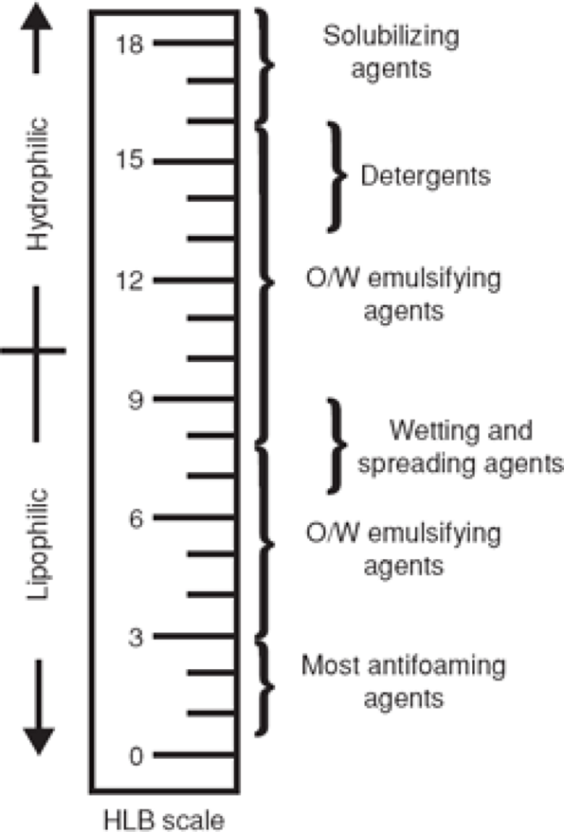 Solubilizing
agents
18
Hydrophilic
15
Detergents
12
O/W emulsifying
agents
9
Wetting and
spreading agents
6
O/W emulsifying
agents
Lipophilic
3
Most antifoaming
agents
0
HLB scale